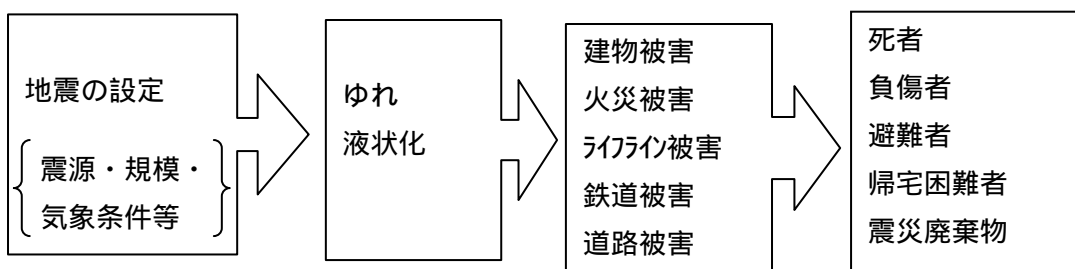 地震の設定
震源・規模・
気象条件等
ゆれ
液状化
建物被害
火災被害
ﾗｲﾌﾗｲﾝ被害
鉄道被害
道路被害
死者
負傷者
避難者
帰宅困難者
震災廃棄物